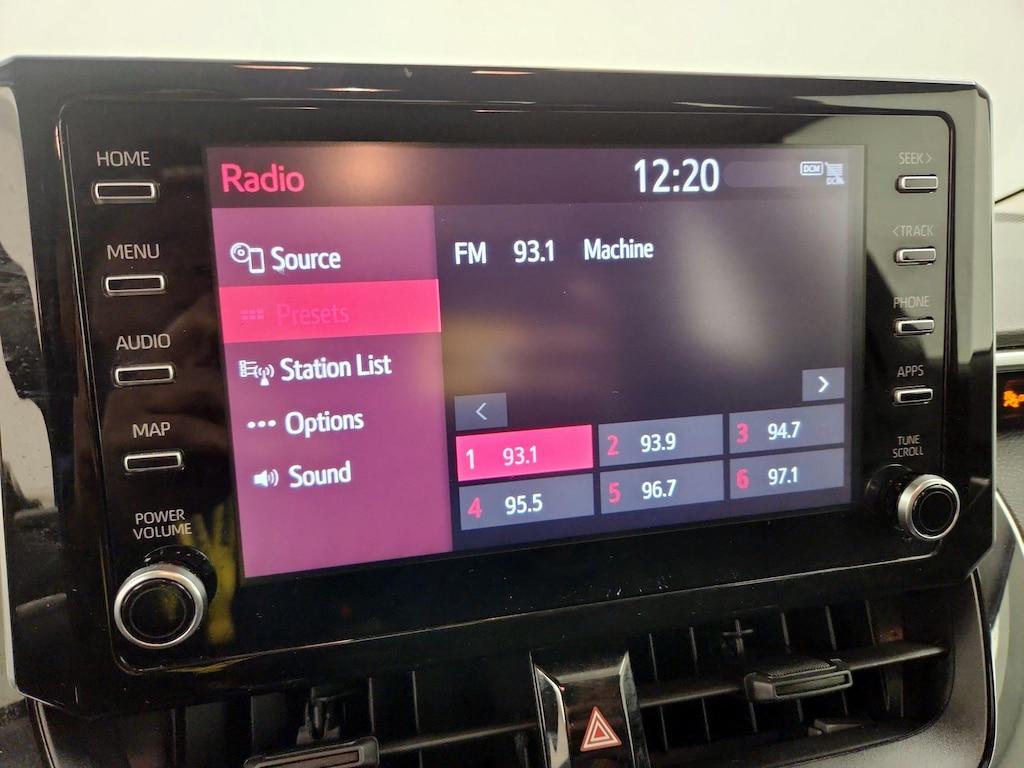 HOME
MENU
AUDIO
MAP
POWER
VOLUME
Radio
12:20
DCM
DCM
Source
Presets
Station List
Options
Sound
FM 93.1 Machine
<
>
1 93.1
2 93.9
3 94.7
4 95.5
5 96.7
6 97.1
SEEK >
< TRACK
PHONE
APPS
TUNE
SCROLL